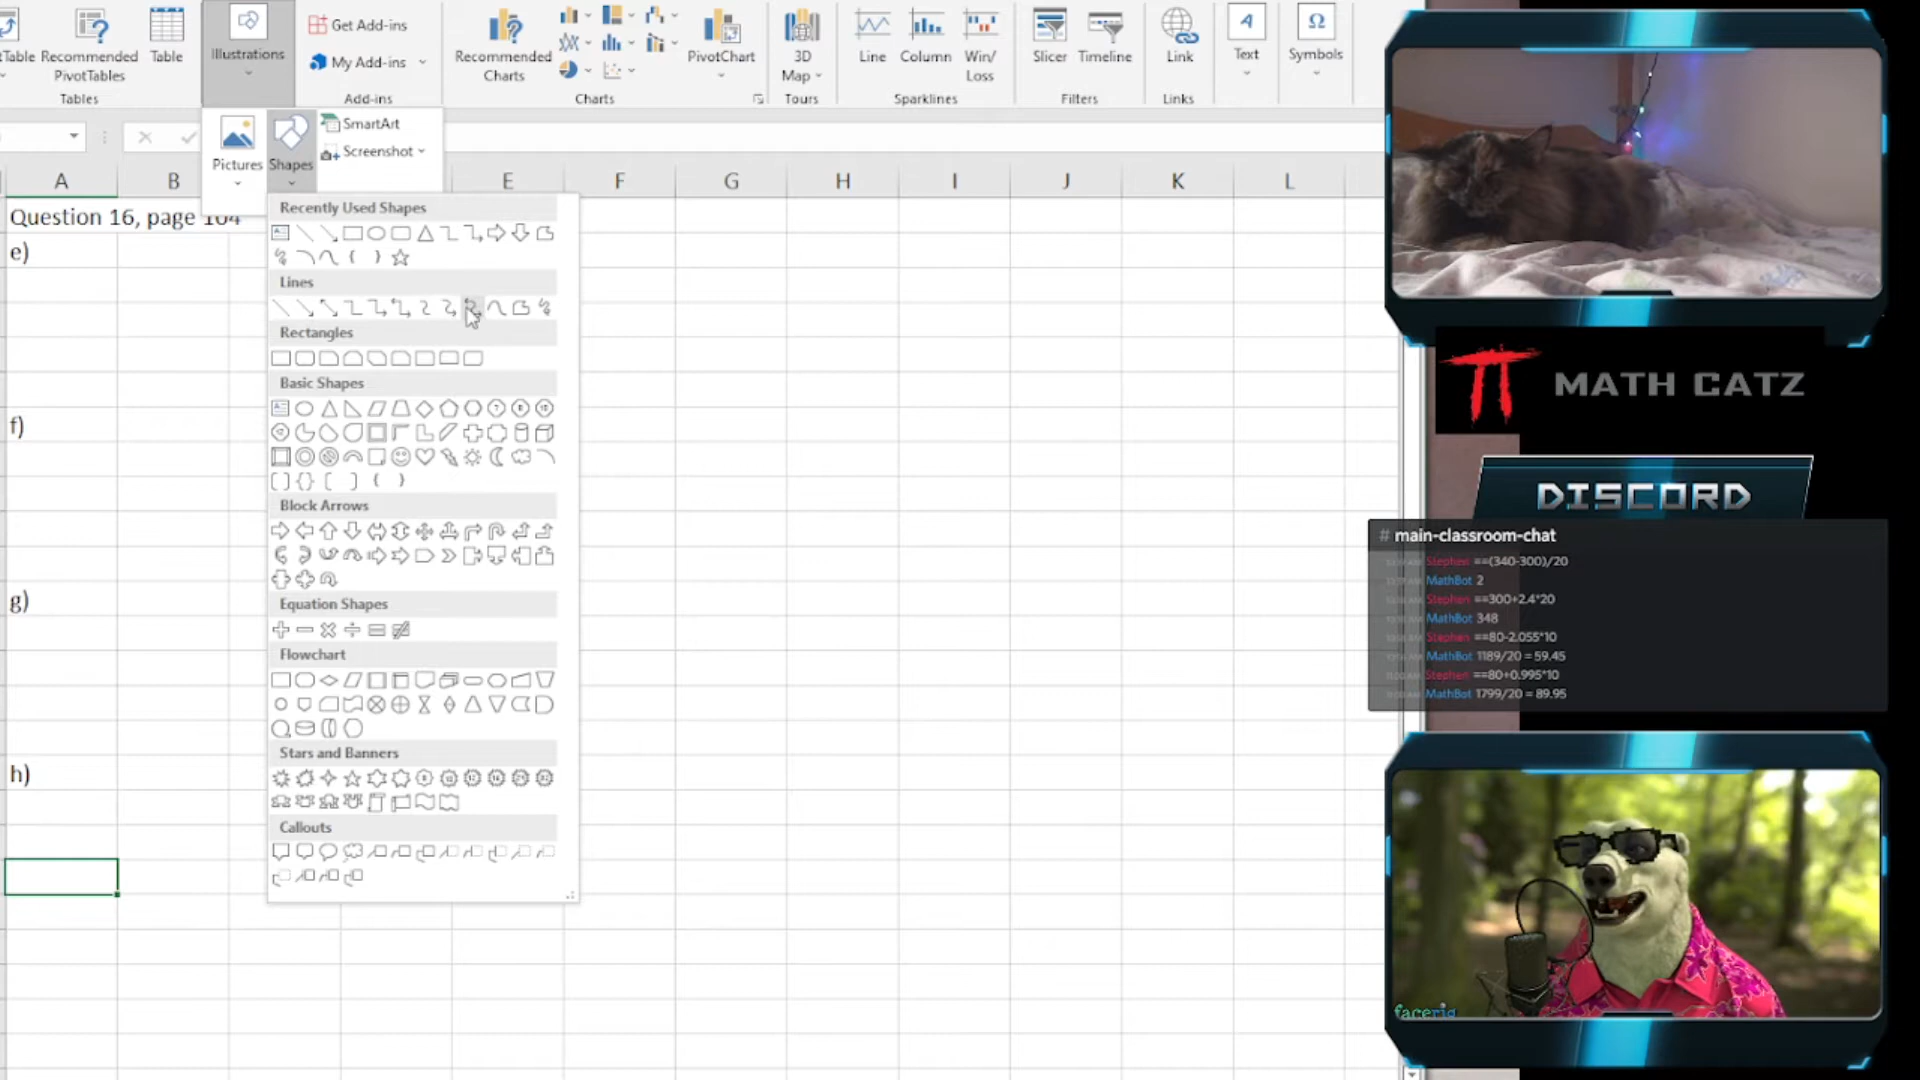 Table
Recommended
PivotTables
Table
Tables
Illustrations
Get Add-ins
My Add-ins
Add-ins
Recommended
Charts
PivotChart
Charts
3D
Map
Tours
Line
Column
Win/
Loss
Sparklines
Slicer
Timeline
Filters
Link
Links
Text
Symbols
Pictures
Shapes
SmartArt
Screenshot
A B E F G H I J K L
Question 16, page 164
e)
f)
g)
h)
Recently Used Shapes
Lines
Rectangles
Basic Shapes
Block Arrows
Equation Shapes
Flowchart
Stars and Banners
Callouts
MATH CATZ
DISCORD
# main-classroom-chat
Stephen ==(340-300)/20
MathBot 2
Stephen ==300+2.4*20
MathBot 348
Stephen ==80-2.055*10
MathBot 1189/20 = 59.45
Stephen ==80+0.995*10
MathBot 1799/20 = 89.95
facerig